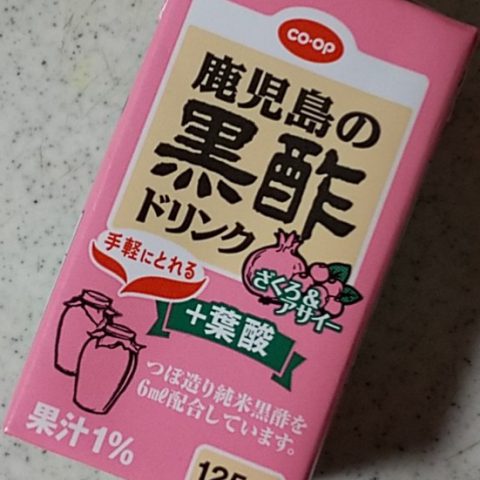 CO・OP
鹿児島の
黒酢
ドリンク
手軽にとれる
ざくろ&
アサイー
+葉酸
つぼ造り純米黒酢を
6㎖配合しています。
果汁1%
125